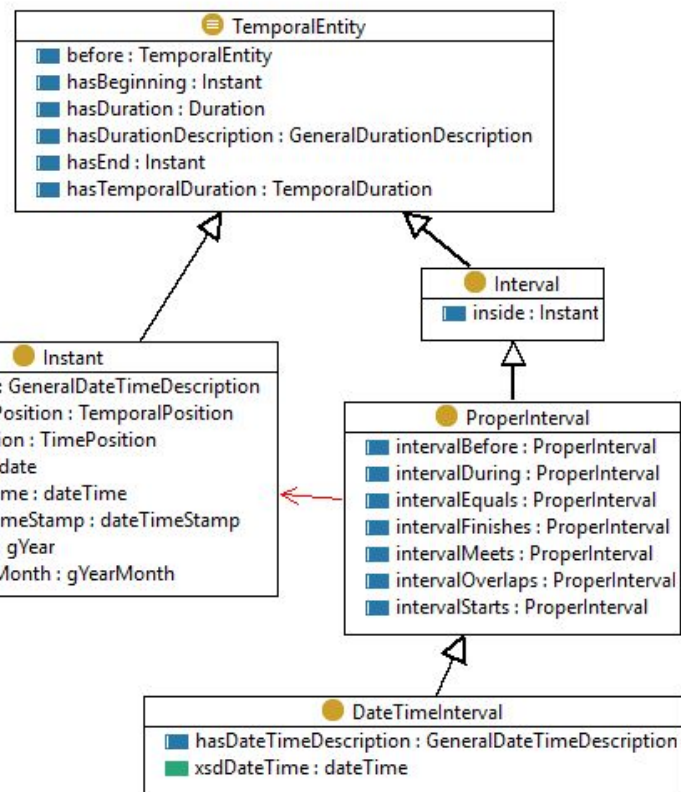 TemporalEntity
before : TemporalEntity
hasBeginning : Instant
hasDuration : Duration
hasDurationDescription : GeneralDurationDescription
hasEnd : Instant
hasTemporalDuration : TemporalDuration
Interval
inside : Instant
Instant
: GeneralDateTimeDescription
Position : TemporalPosition
ion : TimePosition
date
me : dateTime
meStamp : dateTimeStamp
: gYear
Month : gYearMonth
ProperInterval
intervalBefore : ProperInterval
intervalDuring : ProperInterval
intervalEquals : ProperInterval
intervalFinishes : ProperInterval
intervalMeets : ProperInterval
intervalOverlaps : ProperInterval
intervalStarts : ProperInterval
DateTimeInterval
hasDateTimeDescription : GeneralDateTimeDescription
xsdDateTime : dateTime